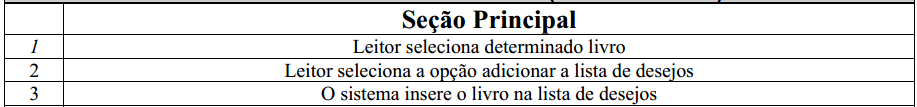 Seção Principal
1 Leitor seleciona determinado livro
2 Leitor seleciona a opção adicionar a lista de desejos
3 O sistema insere o livro na lista de desejos